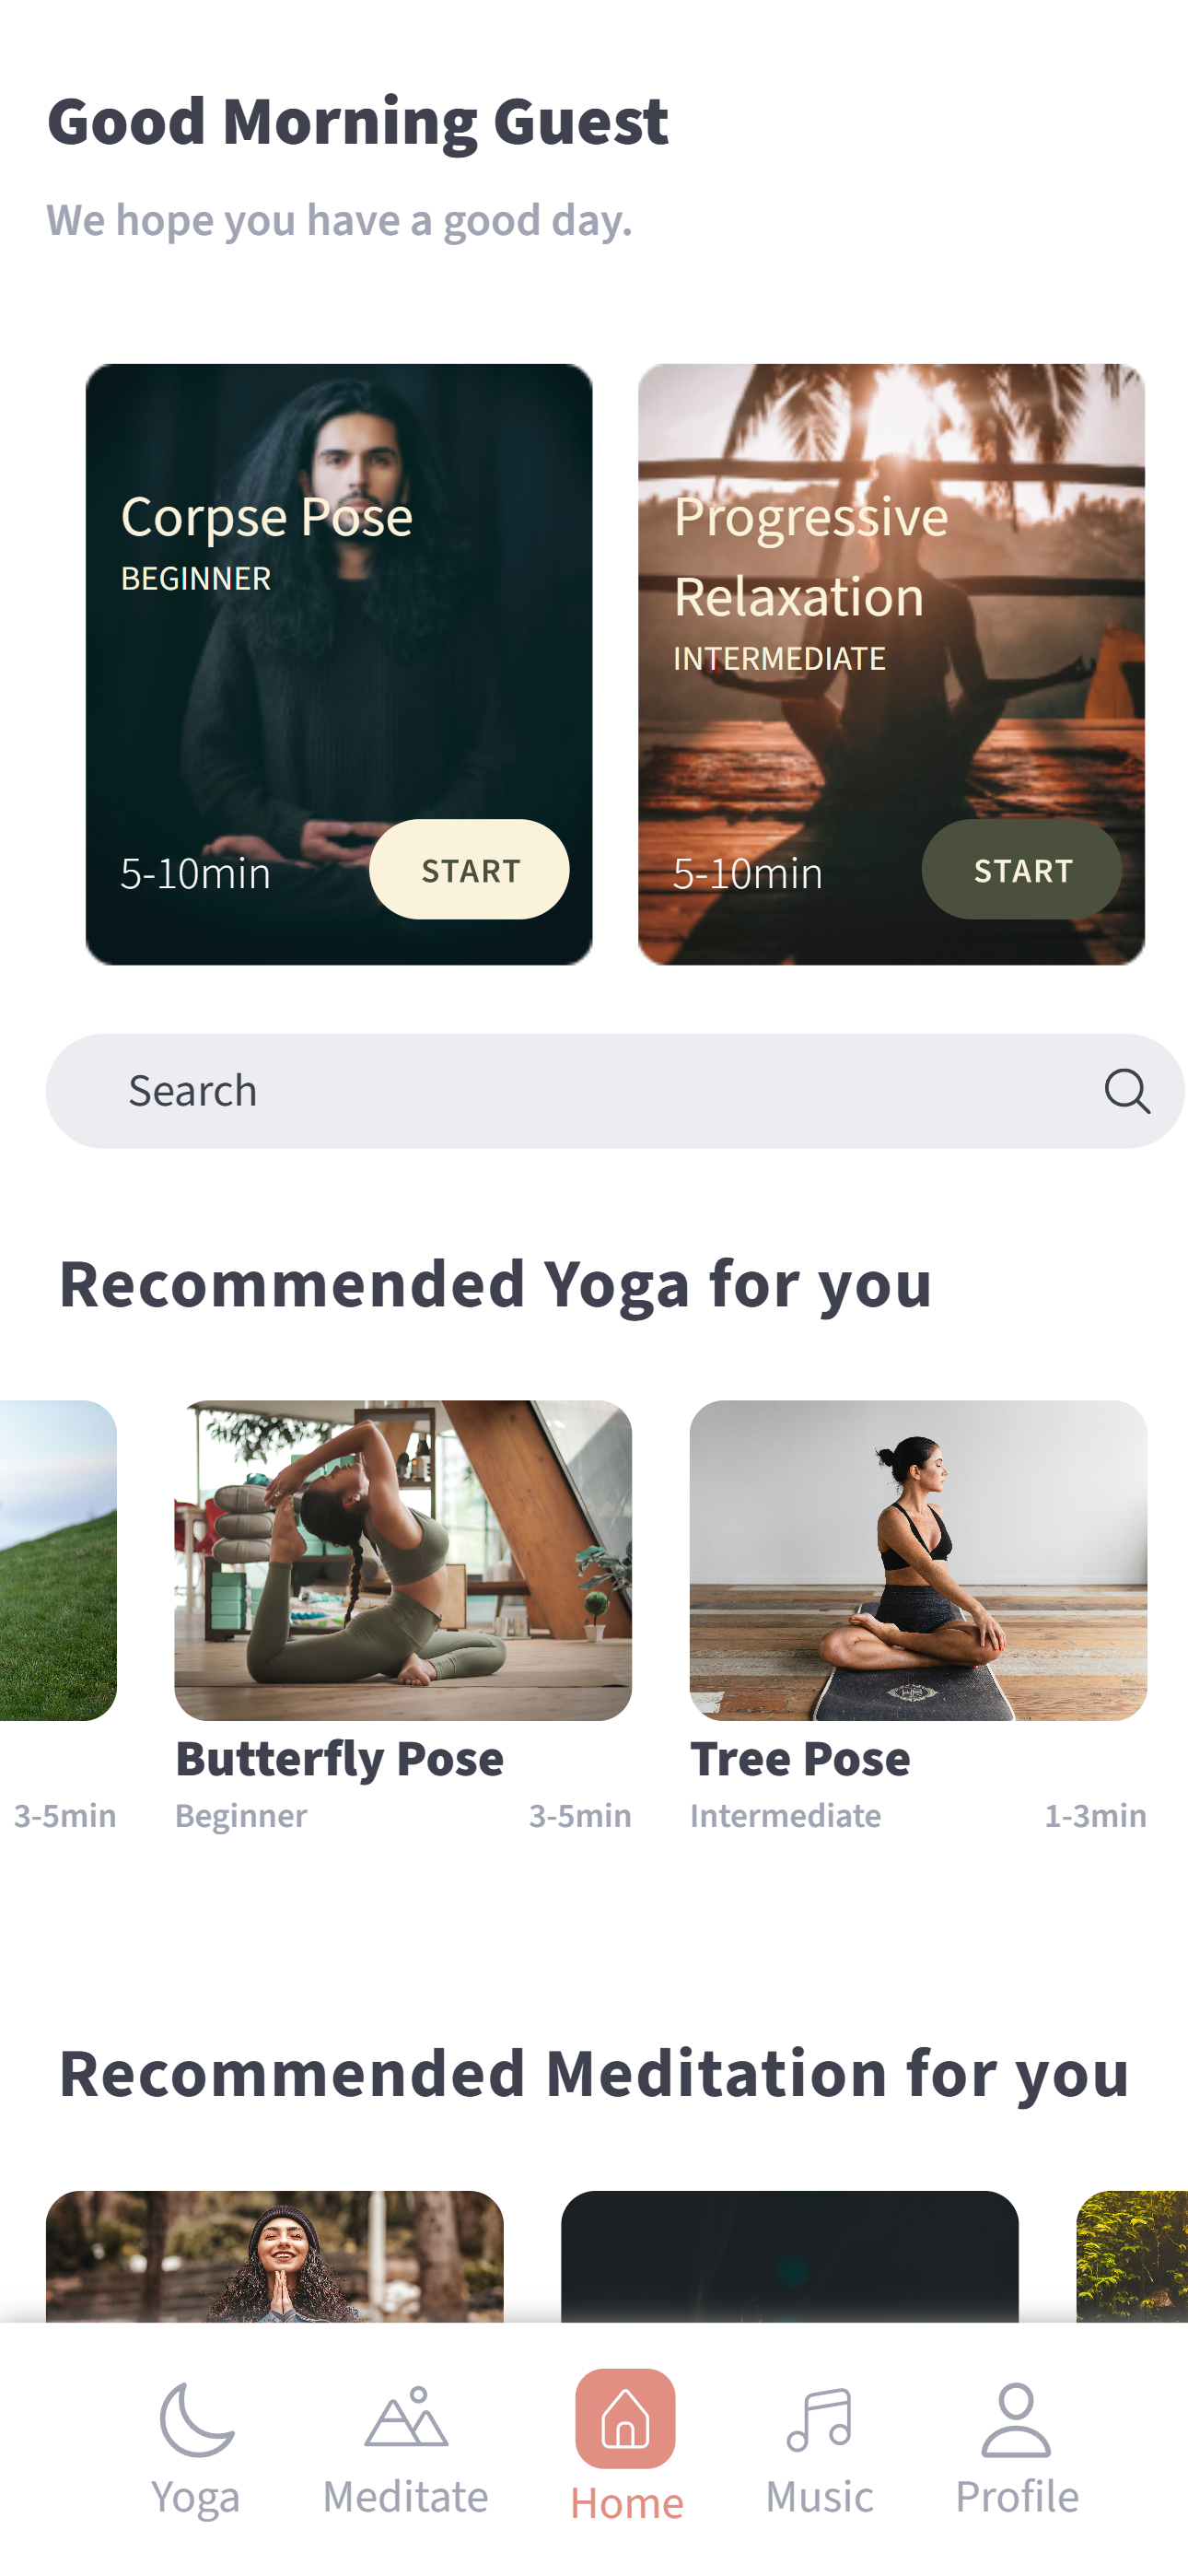 Good Morning Guest
We hope you have a good day.
Corpse Pose
BEGINNER
5-10min
START
Progressive
Relaxation
INTERMEDIATE
5-10min
START
Search
Recommended Yoga for you
3-5min
Butterfly Pose
Beginner
3-5min
Tree Pose
Intermediate
1-3min
Recommended Meditation for you
Yoga
Meditate
Home
Music
Profile